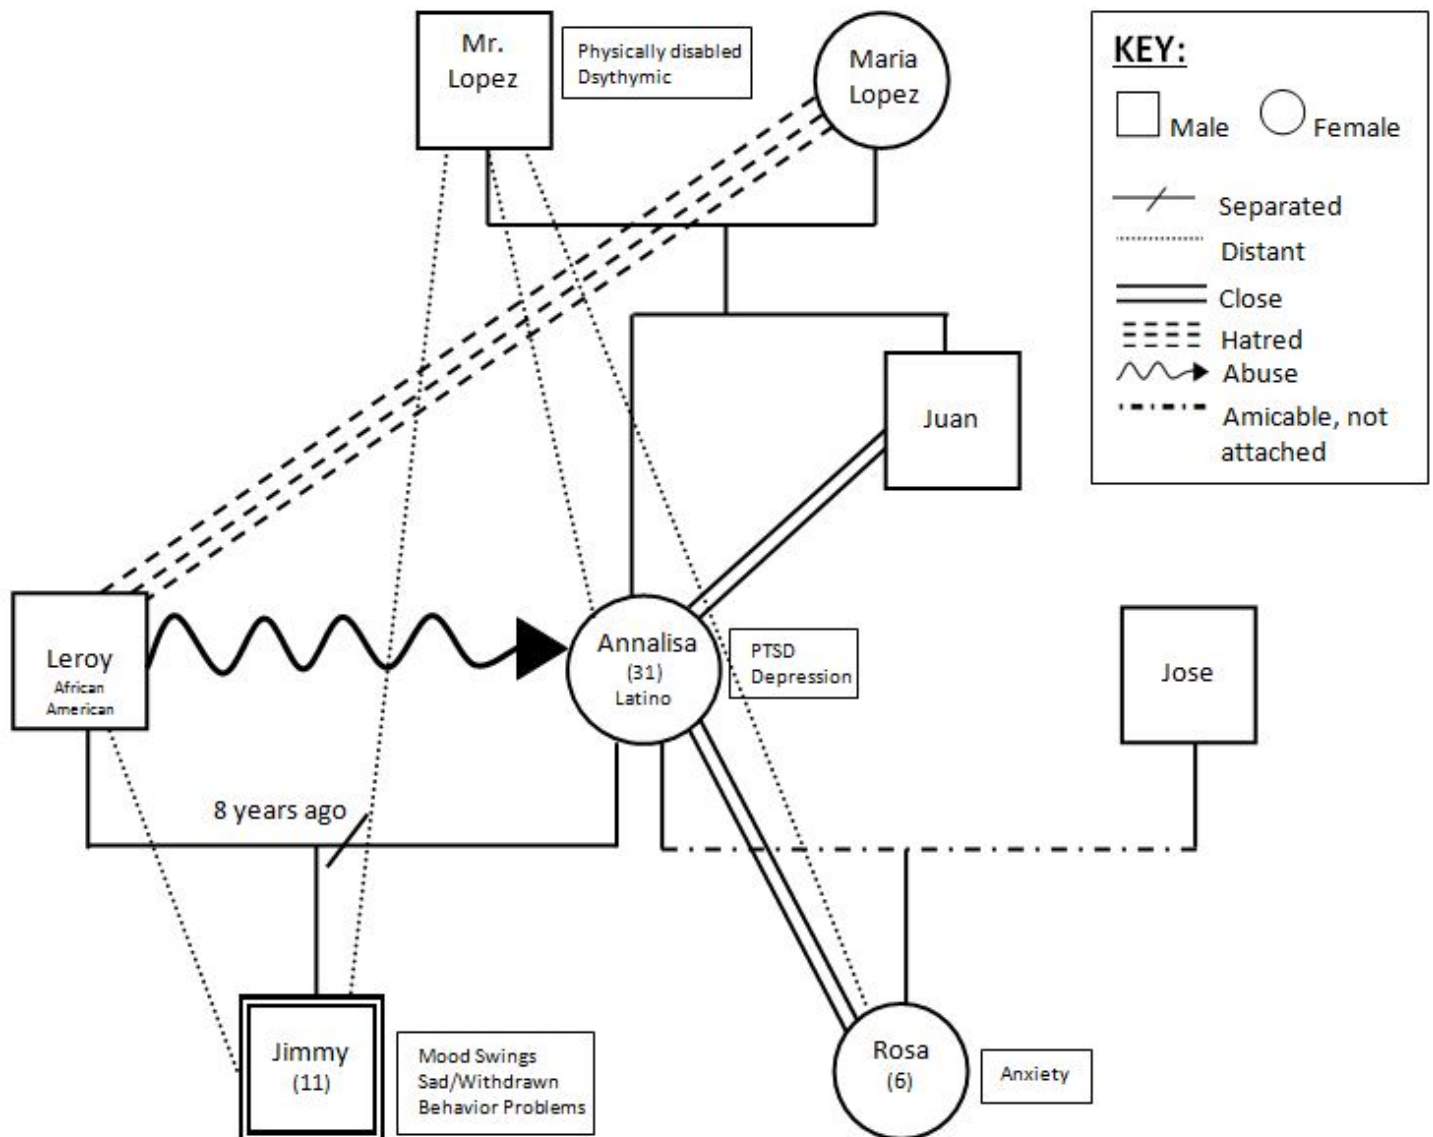 Mr.
Lopez
Physically disabled
Dsythymic
Maria
Lopez
KEY:
Male
Female
Separated
Distant
Close
Hatred
Abuse
Amicable, not
attached
Juan
Leroy
African
American
Annalisa
(31)
Latino
PTSD
Depression
Jose
8 years ago
Jimmy
(11)
Mood Swings
Sad/Withdrawn
Behavior Problems
Rosa
(6)
Anxiety